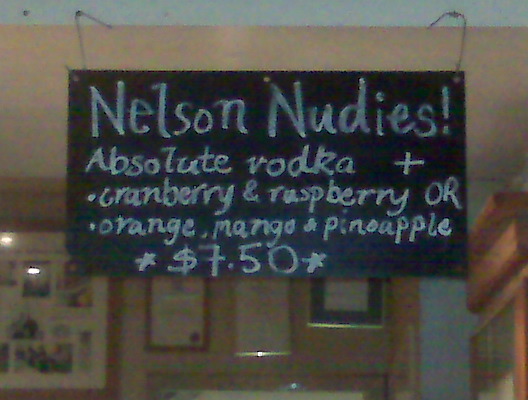 Nelson Nudies!
Absolute vodka +
•cranberry & raspberry OR
•orange, mango & pineapple
* $7.50 *